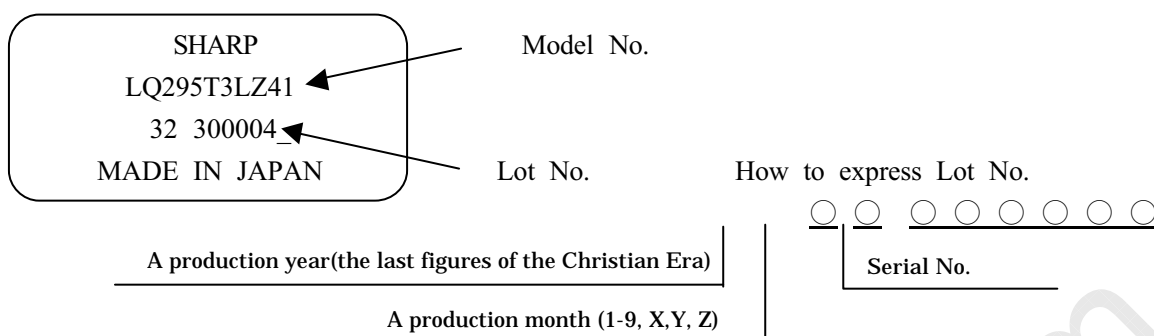 SHARP
Model No.
LQ295T3LZ41
32 300004_
MADE IN JAPAN
Lot No.
How to express Lot No.
○ ○ ○ ○ ○ ○ ○ ○
A production year(the last figures of the Christian Era)
Serial No.
A production month (1-9, X,Y, Z)